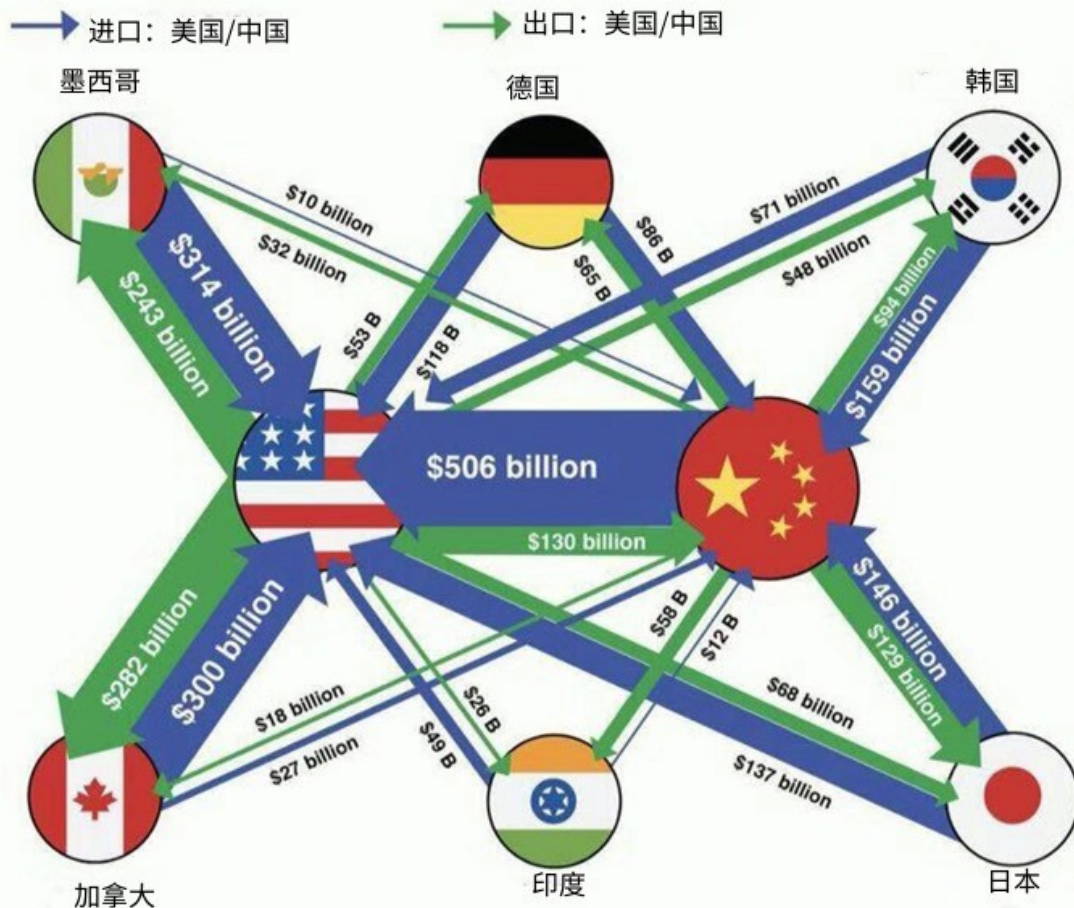 进口：美国/中国
出口：美国/中国
墨西哥
德国
韩国
$10 billion
$32 billion
$71 billion
$48 billion
$86 B
$65 B
$314 billion
$243 billion
$53 B
$118 B
$94 billion
$159 billion
$506 billion
$130 billion
$282 billion
$300 billion
$18 billion
$27 billion
$58 B
$12 B
$26 B
$49 B
$146 billion
$129 billion
$68 billion
$137 billion
加拿大
印度
日本